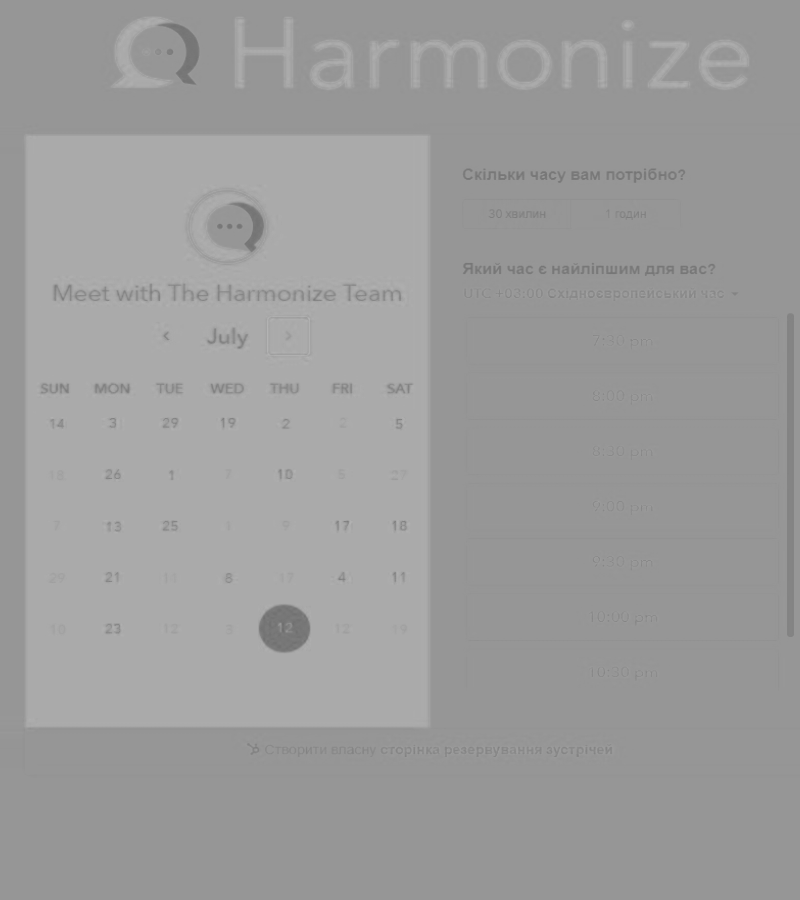 Harmonize
Meet with The Harmonize Team
July
SUN MON TUE WED THU FRI SAT
14 3 29 19 2 2 5
18 26 1 7 10 6 27
7 13 25 1 9 17 18
29 21 11 6 17 4 11
16 23 12 3 12 12 19
Скільки часу вам потрібно?
30 хвилин 1 годин
Який час є найліпшим для вас?
UTC +03:00 Східноєвропейський час
7:30 pm
8:00 pm
8:30 pm
9:00 pm
9:30 pm
10:00 pm
10:30 pm
Створити власну сторінка резервування зустрічей